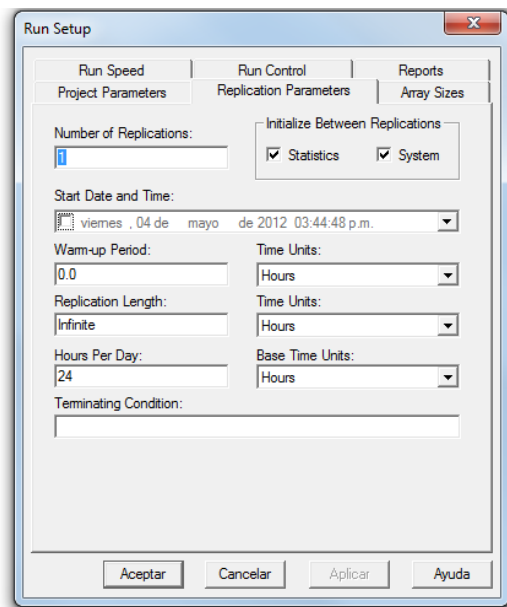 Run Setup
Run Speed Run Control Reports
Project Parameters Replication Parameters Array Sizes
Number of Replications: Initialize Between Replications
1 Statistics System
Start Date and Time:
viernes , 04 de mayo de 2012 03:44:48 p.m.
Warm-up Period: Time Units:
0.0 Hours
Replication Length: Time Units:
Infinite Hours
Hours Per Day: Base Time Units:
24 Hours
Terminating Condition:
Aceptar Cancelar Aplicar Ayuda